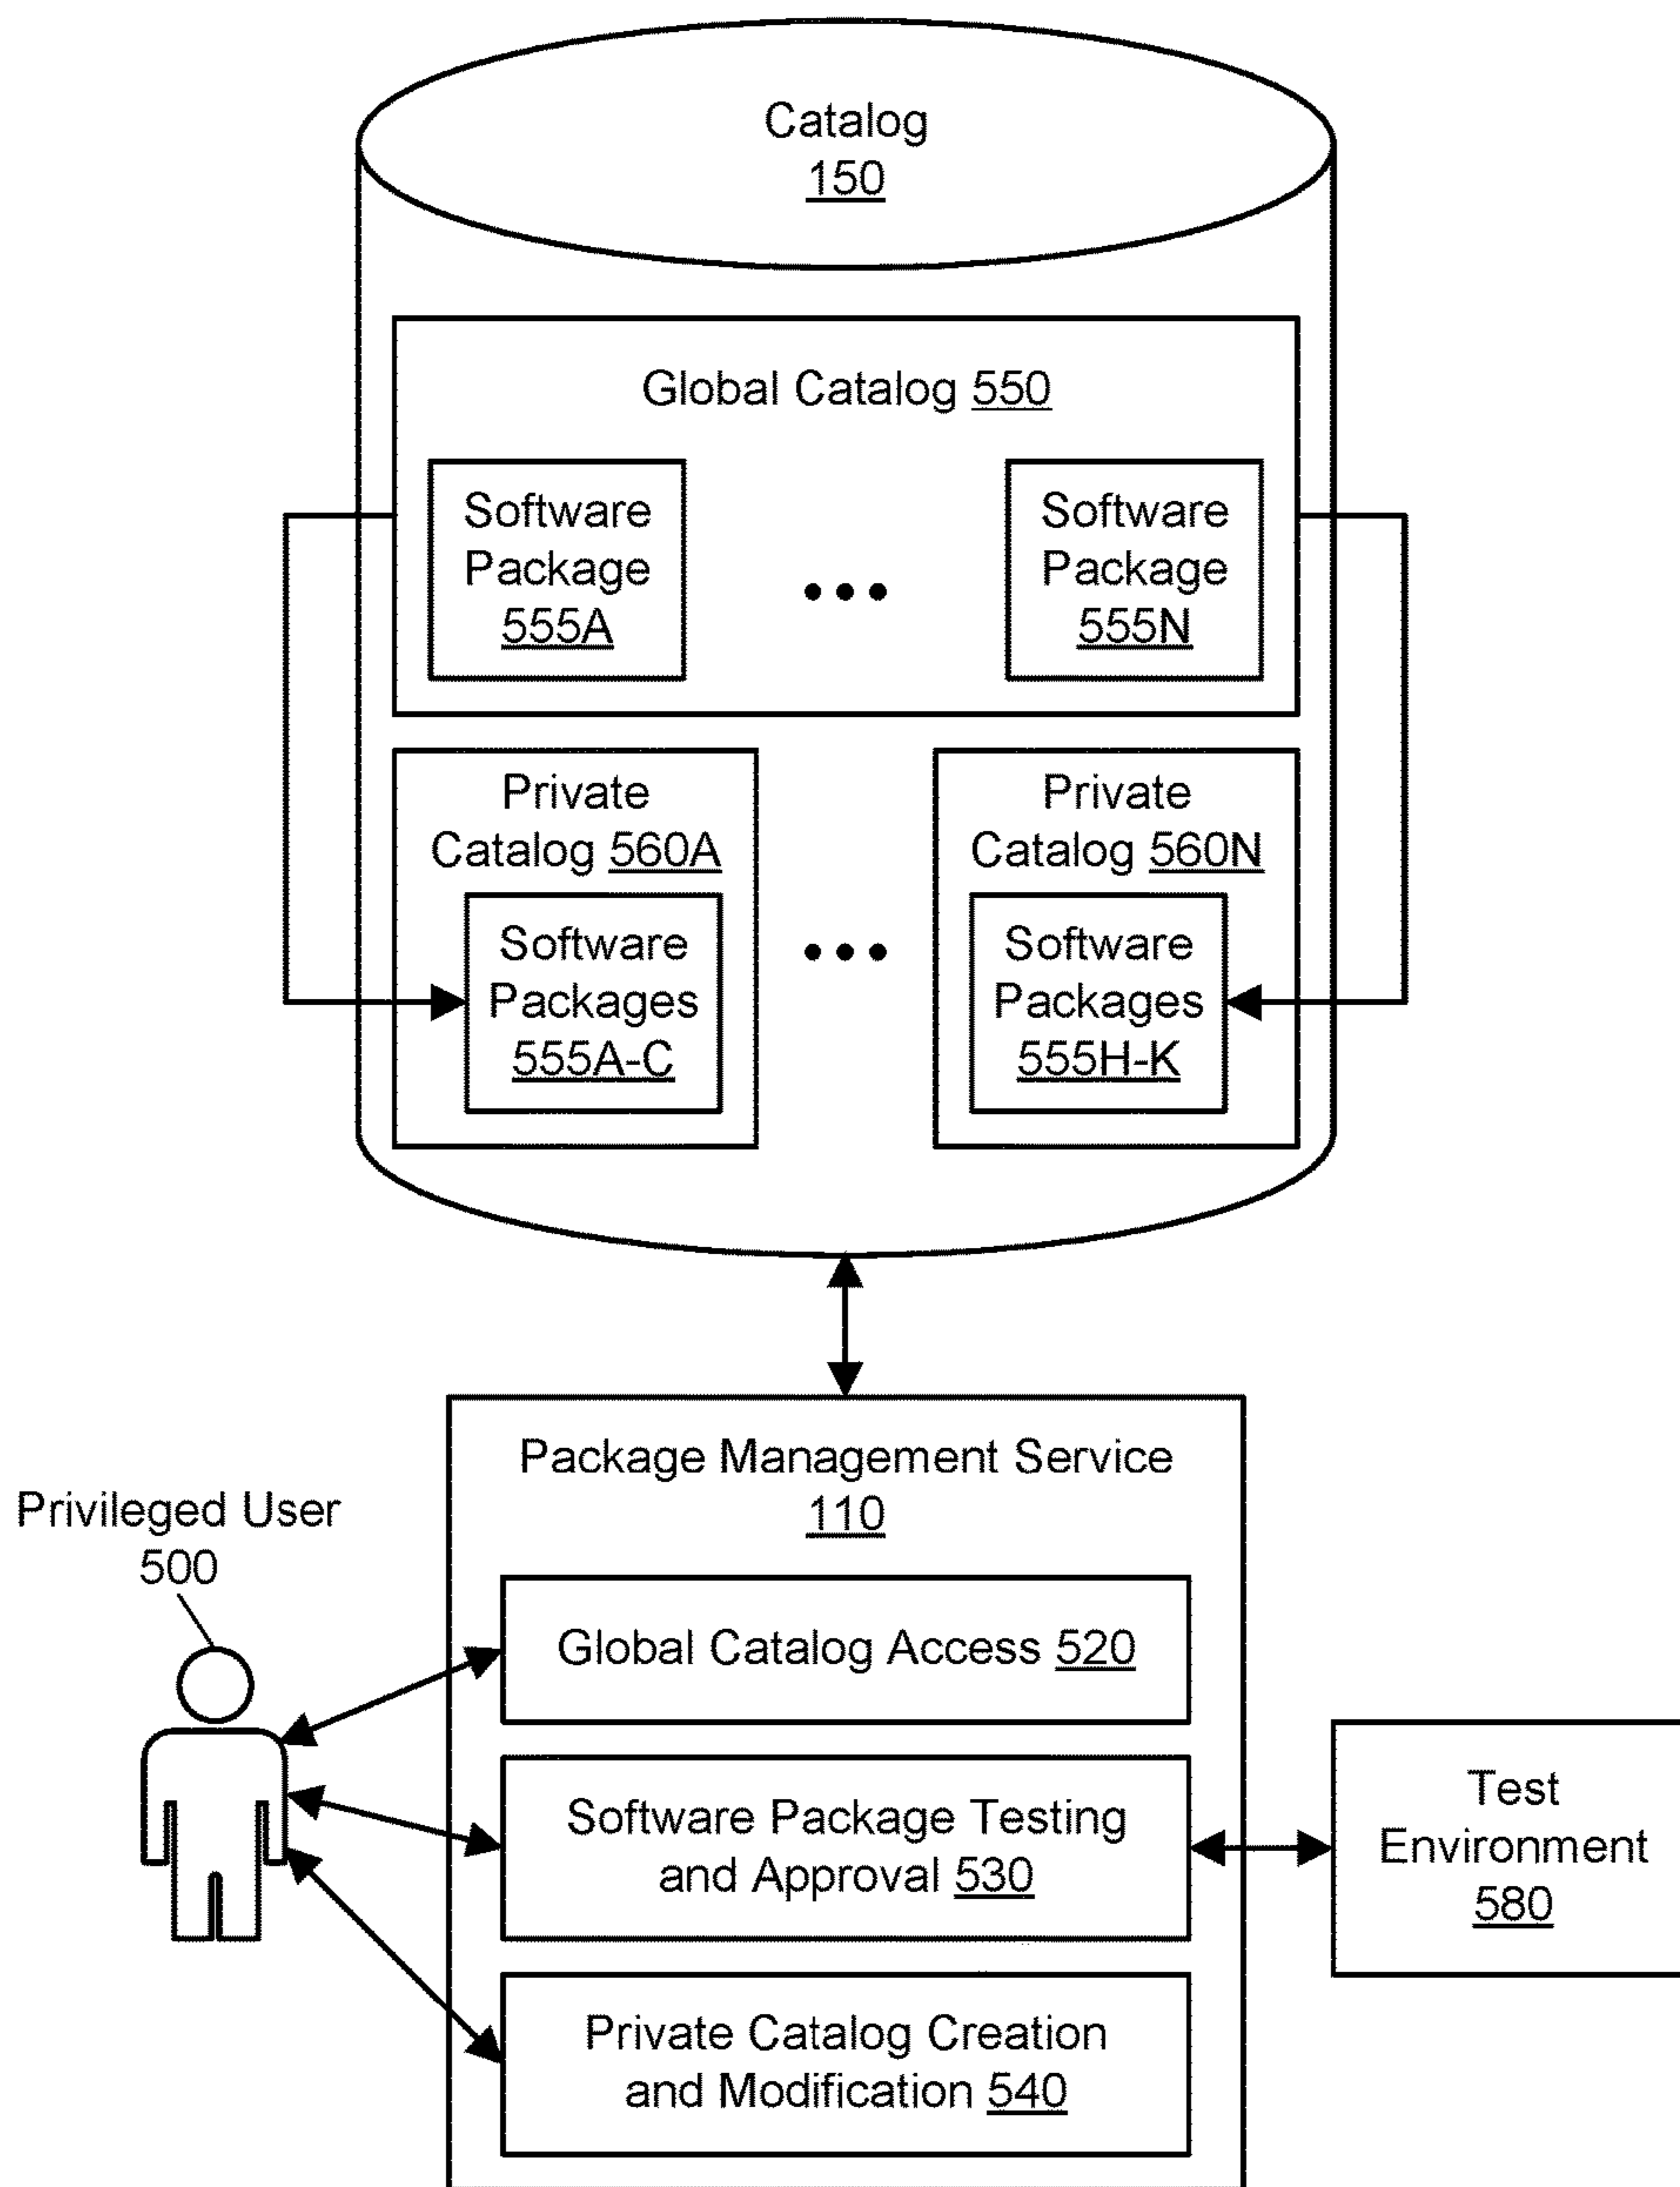 Catalog
150
Global Catalog 550
Software
Package
555A
Software
Package
555N
Private
Catalog 560A
Software
Packages
555A-C
Private
Catalog 560N
Software
Packages
555H-K
Package Management Service
110
Privileged User
500
Global Catalog Access 520
Software Package Testing
and Approval 530
Private Catalog Creation
and Modification 540
Test
Environment
580